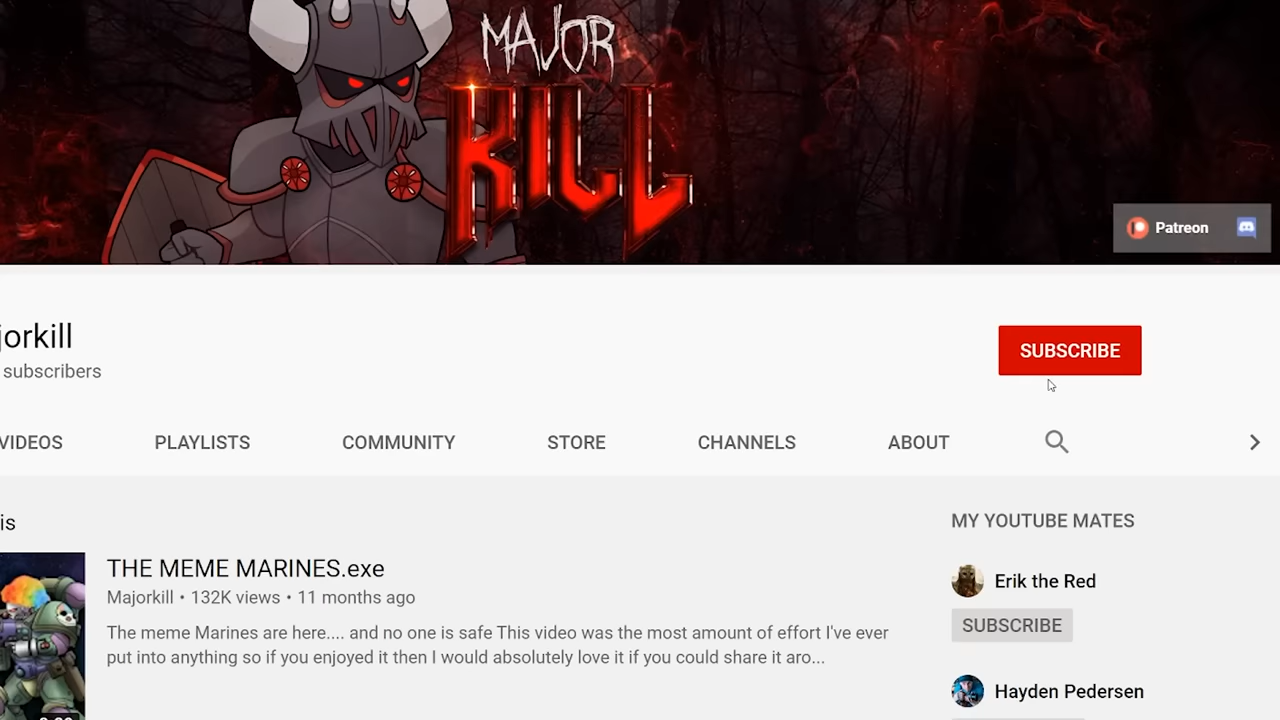 MAJOR
KILL
Patreon
jorkill
subscribers
SUBSCRIBE
VIDEOS PLAYLISTS COMMUNITY STORE CHANNELS ABOUT
is
MY YOUTUBE MATES
THE MEME MARINES.exe
Majorkill • 132K views • 11 months ago
The meme Marines are here.... and no one is safe This video was the most amount of effort I've ever
put into anything so if you enjoyed it then I would absolutely love it if you could share it aro...
Erik the Red
SUBSCRIBE
Hayden Pedersen